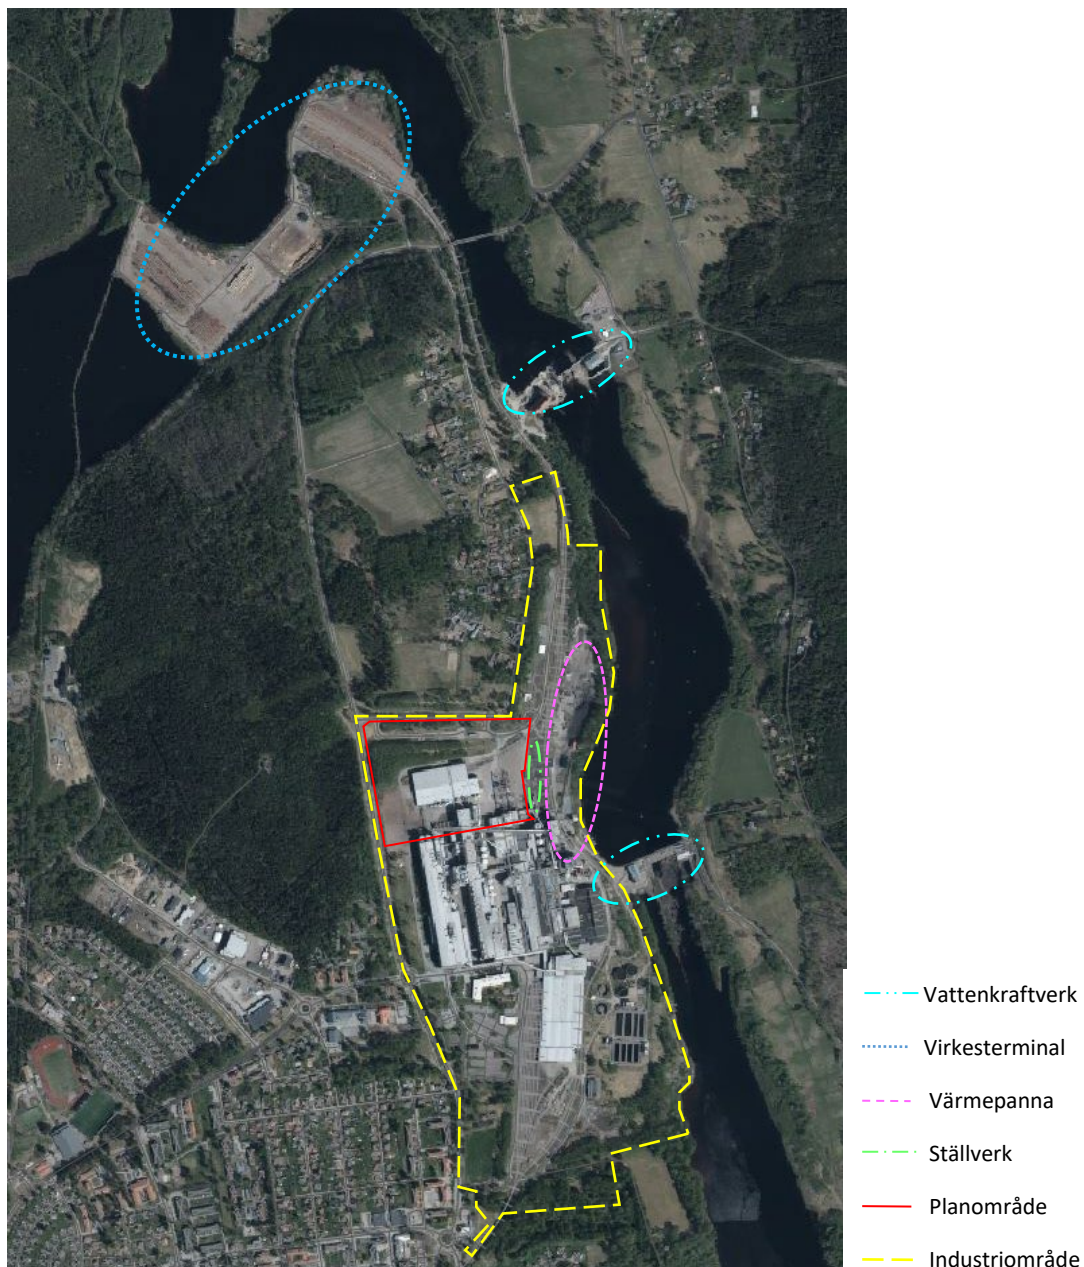 Vattenkraftverk
Virkesterminal
Värmepanna
Ställverk
Planområde
Industriområde